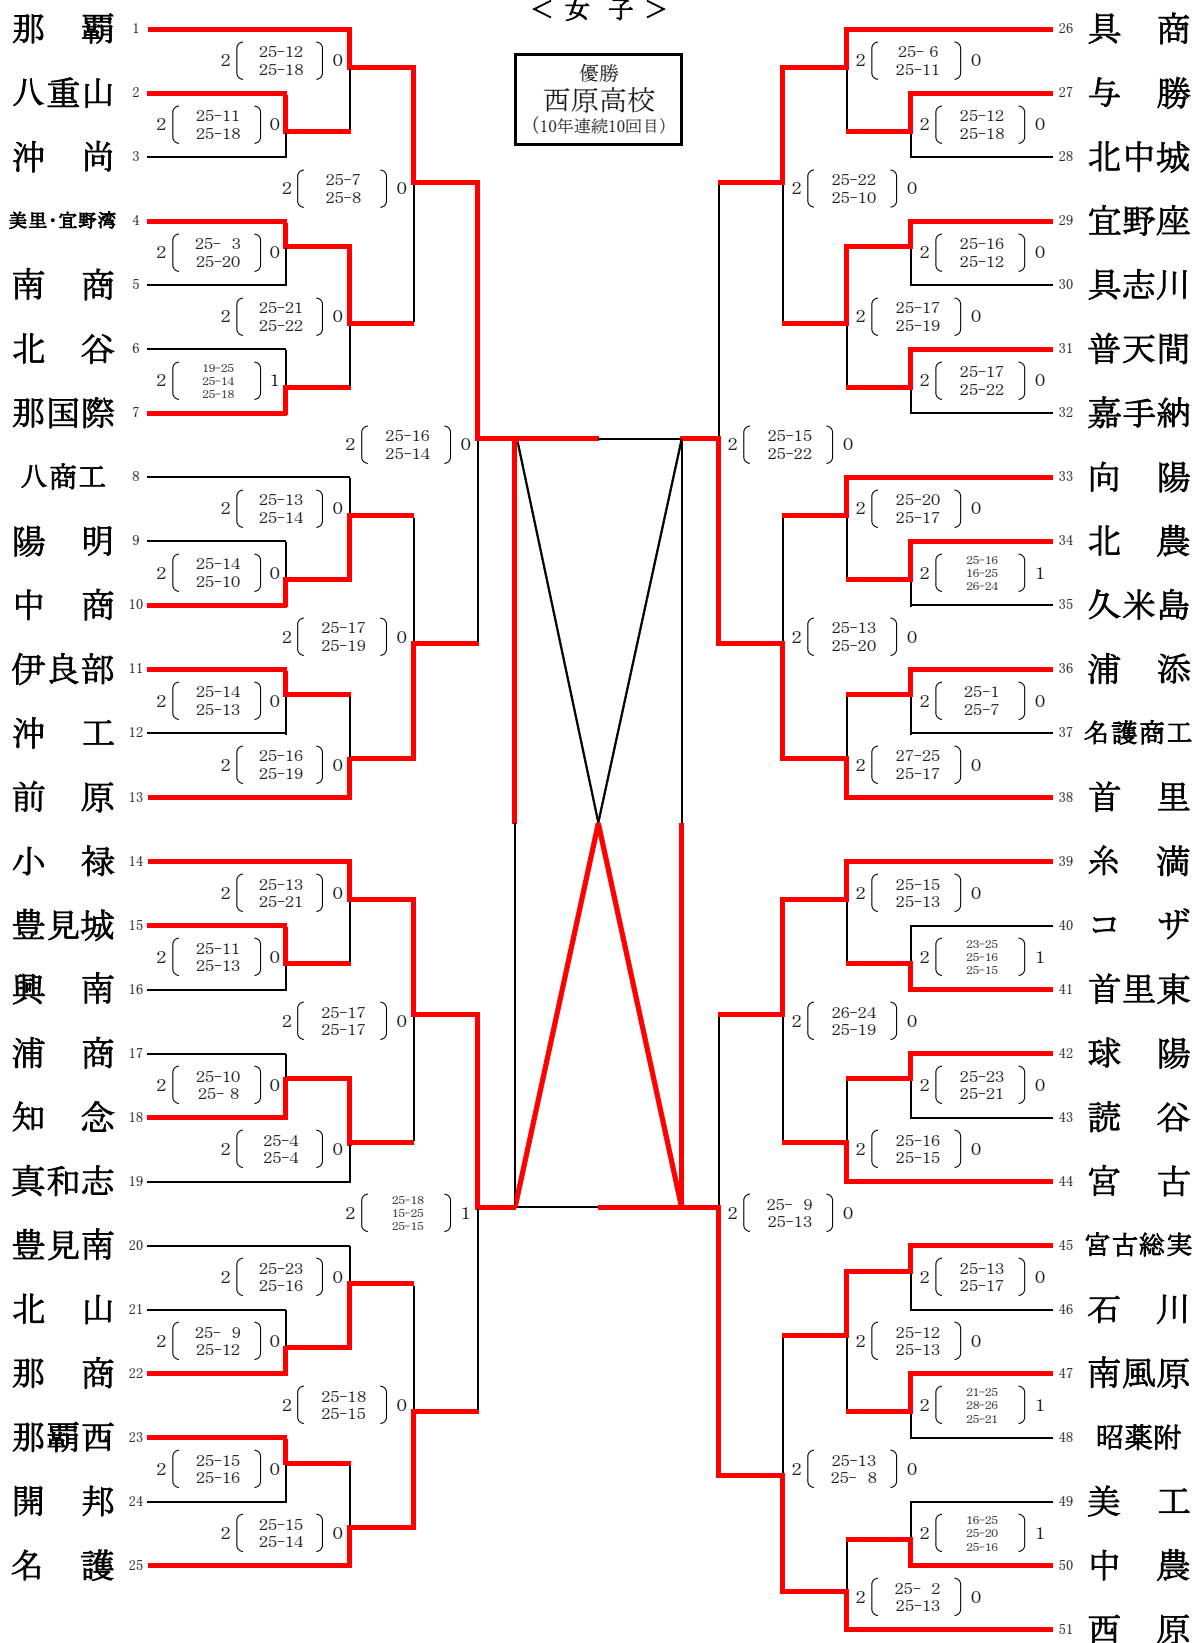 ＜ 女 子 ＞
優勝
西原高校
（10年連続10回目）
那　覇 1
2 25-12 0
25-18
八重山 2
2 25-11 0
25-18
沖　尚 3
2 25-7 0
25-8
美里・宜野湾 4
2 25- 3 0
25-20
南　商 5
2 25-21 0
25-22
北　谷 6
2 19-25 1
25-14
25-18
那国際 7
2 25-16 0
25-14
八商工 8
2 25-13 0
25-14
陽　明 9
2 25-14 0
25-10
中　商 10
2 25-17 0
25-19
伊良部 11
2 25-14 0
25-13
沖　工 12
2 25-16 0
25-19
前　原 13
小　禄 14
2 25-13 0
25-21
豊見城 15
2 25-11 0
25-13
興　南 16
2 25-17 0
25-17
浦　商 17
2 25-10 0
25- 8
知　念 18
2 25-4 0
25-4
真和志 19
2 25-18 1
15-25
25-15
豊見南 20
2 25-23 0
25-16
北　山 21
2 25- 9 0
25-12
那　商 22
2 25-18 0
25-15
那覇西 23
2 25-15 0
25-16
開　邦 24
2 25-15 0
25-14
名　護 25
26 具　商
2 25- 6 0
25-11
27 与　勝
2 25-12 0
25-18
28 北中城
2 25-22 0
25-10
29 宜野座
2 25-16 0
25-12
30 具志川
2 25-17 0
25-19
31 普天間
2 25-17 0
25-22
32 嘉手納
2 25-15 0
25-22
33 向　陽
2 25-20 0
25-17
34 北　農
2 25-16 1
16-25
26-24
35 久米島
2 25-13 0
25-20
36 浦　添
2 25-1 0
25-7
37 名護商工
2 27-25 0
25-17
38 首　里
39 糸　満
2 25-15 0
25-13
40 コ　ザ
2 23-25 1
25-16
25-15
41 首里東
2 26-24 0
25-19
42 球　陽
2 25-23 0
25-21
43 読　谷
2 25-16 0
25-15
44 宮　古
2 25- 9 0
25-13
45 宮古総実
2 25-13 0
25-17
46 石　川
2 25-12 0
25-13
47 南風原
2 21-25 1
28-26
25-21
48 昭薬附
2 25-13 0
25- 8
49 美　工
2 16-25 1
25-20
25-16
50 中　農
2 25- 2 0
25-13
51 西　原